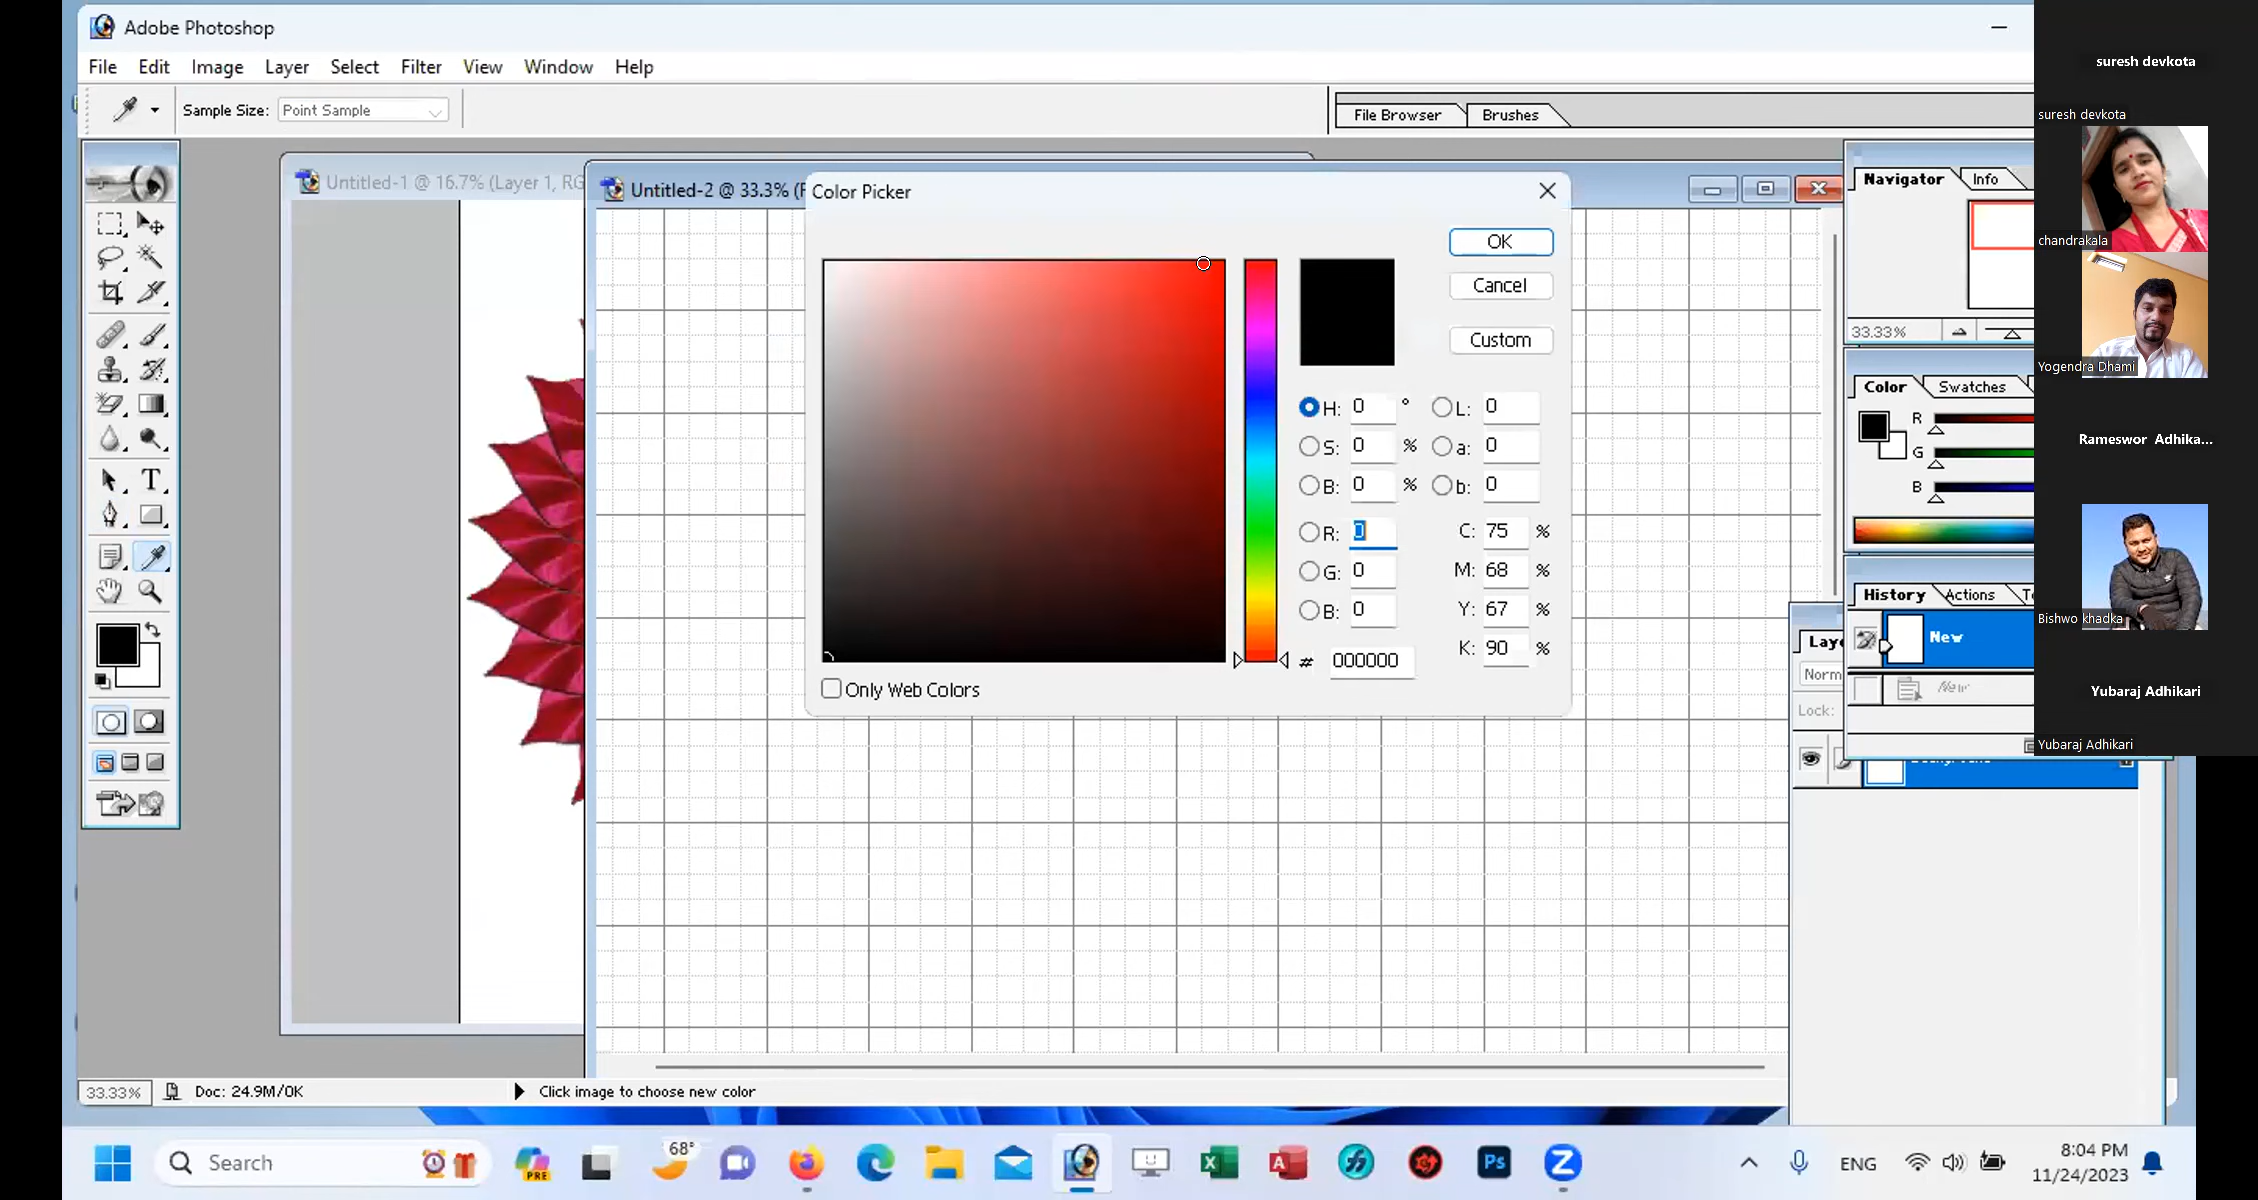 Adobe Photoshop
File Edit Image Layer Select Filter View Window Help
Sample Size: Point Sample
File Browser Brushes
Untitled-1 @ 16.7% (Layer 1, RG
Untitled-2 @ 33.3% (F
Color Picker
OK
Cancel
Custom
H: 0 ° L: 0
S: 0 % a: 0
B: 0 % b: 0
R: 0 C: 75 %
G: 0 M: 68 %
B: 0 Y: 67 %
K: 90 %
# 000000
Only Web Colors
T
Navigator Info
33.33%
Color Swatches
R
G
B
History Actions
New
New
Laye
Norm
Lock:
suresh devkota
suresh devkota
chandrakala
Yogendra Dhami
Rameswor Adhika...
Bishwo khadka
Yubaraj Adhikari
Yubaraj Adhikari
33.33% Doc: 24.9M/0K Click image to choose new color
Search
PRE
68°
Ps
ENG
8:04 PM
11/24/2023